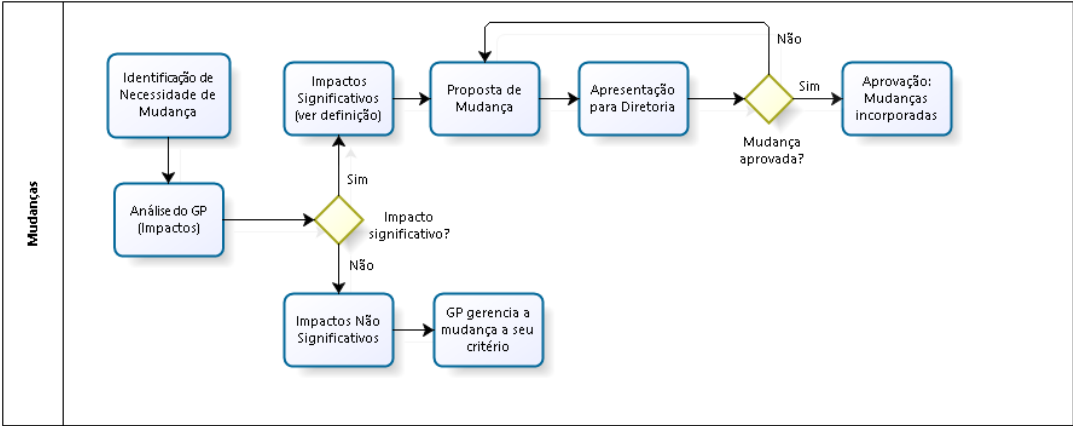 Mudanças
Identificação de
Necessidade de
Mudança
Análise do GP
(Impactos)
Impacto
significativo?
Sim
Impactos
Significativos
(ver definição)
Proposta de
Mudança
Apresentação
para Diretoria
Mudança
aprovada?
Não
Sim
Aprovação:
Mudanças
incorporadas
Não
Impactos Não
Significativos
GP gerencia a
mudança a seu
critério